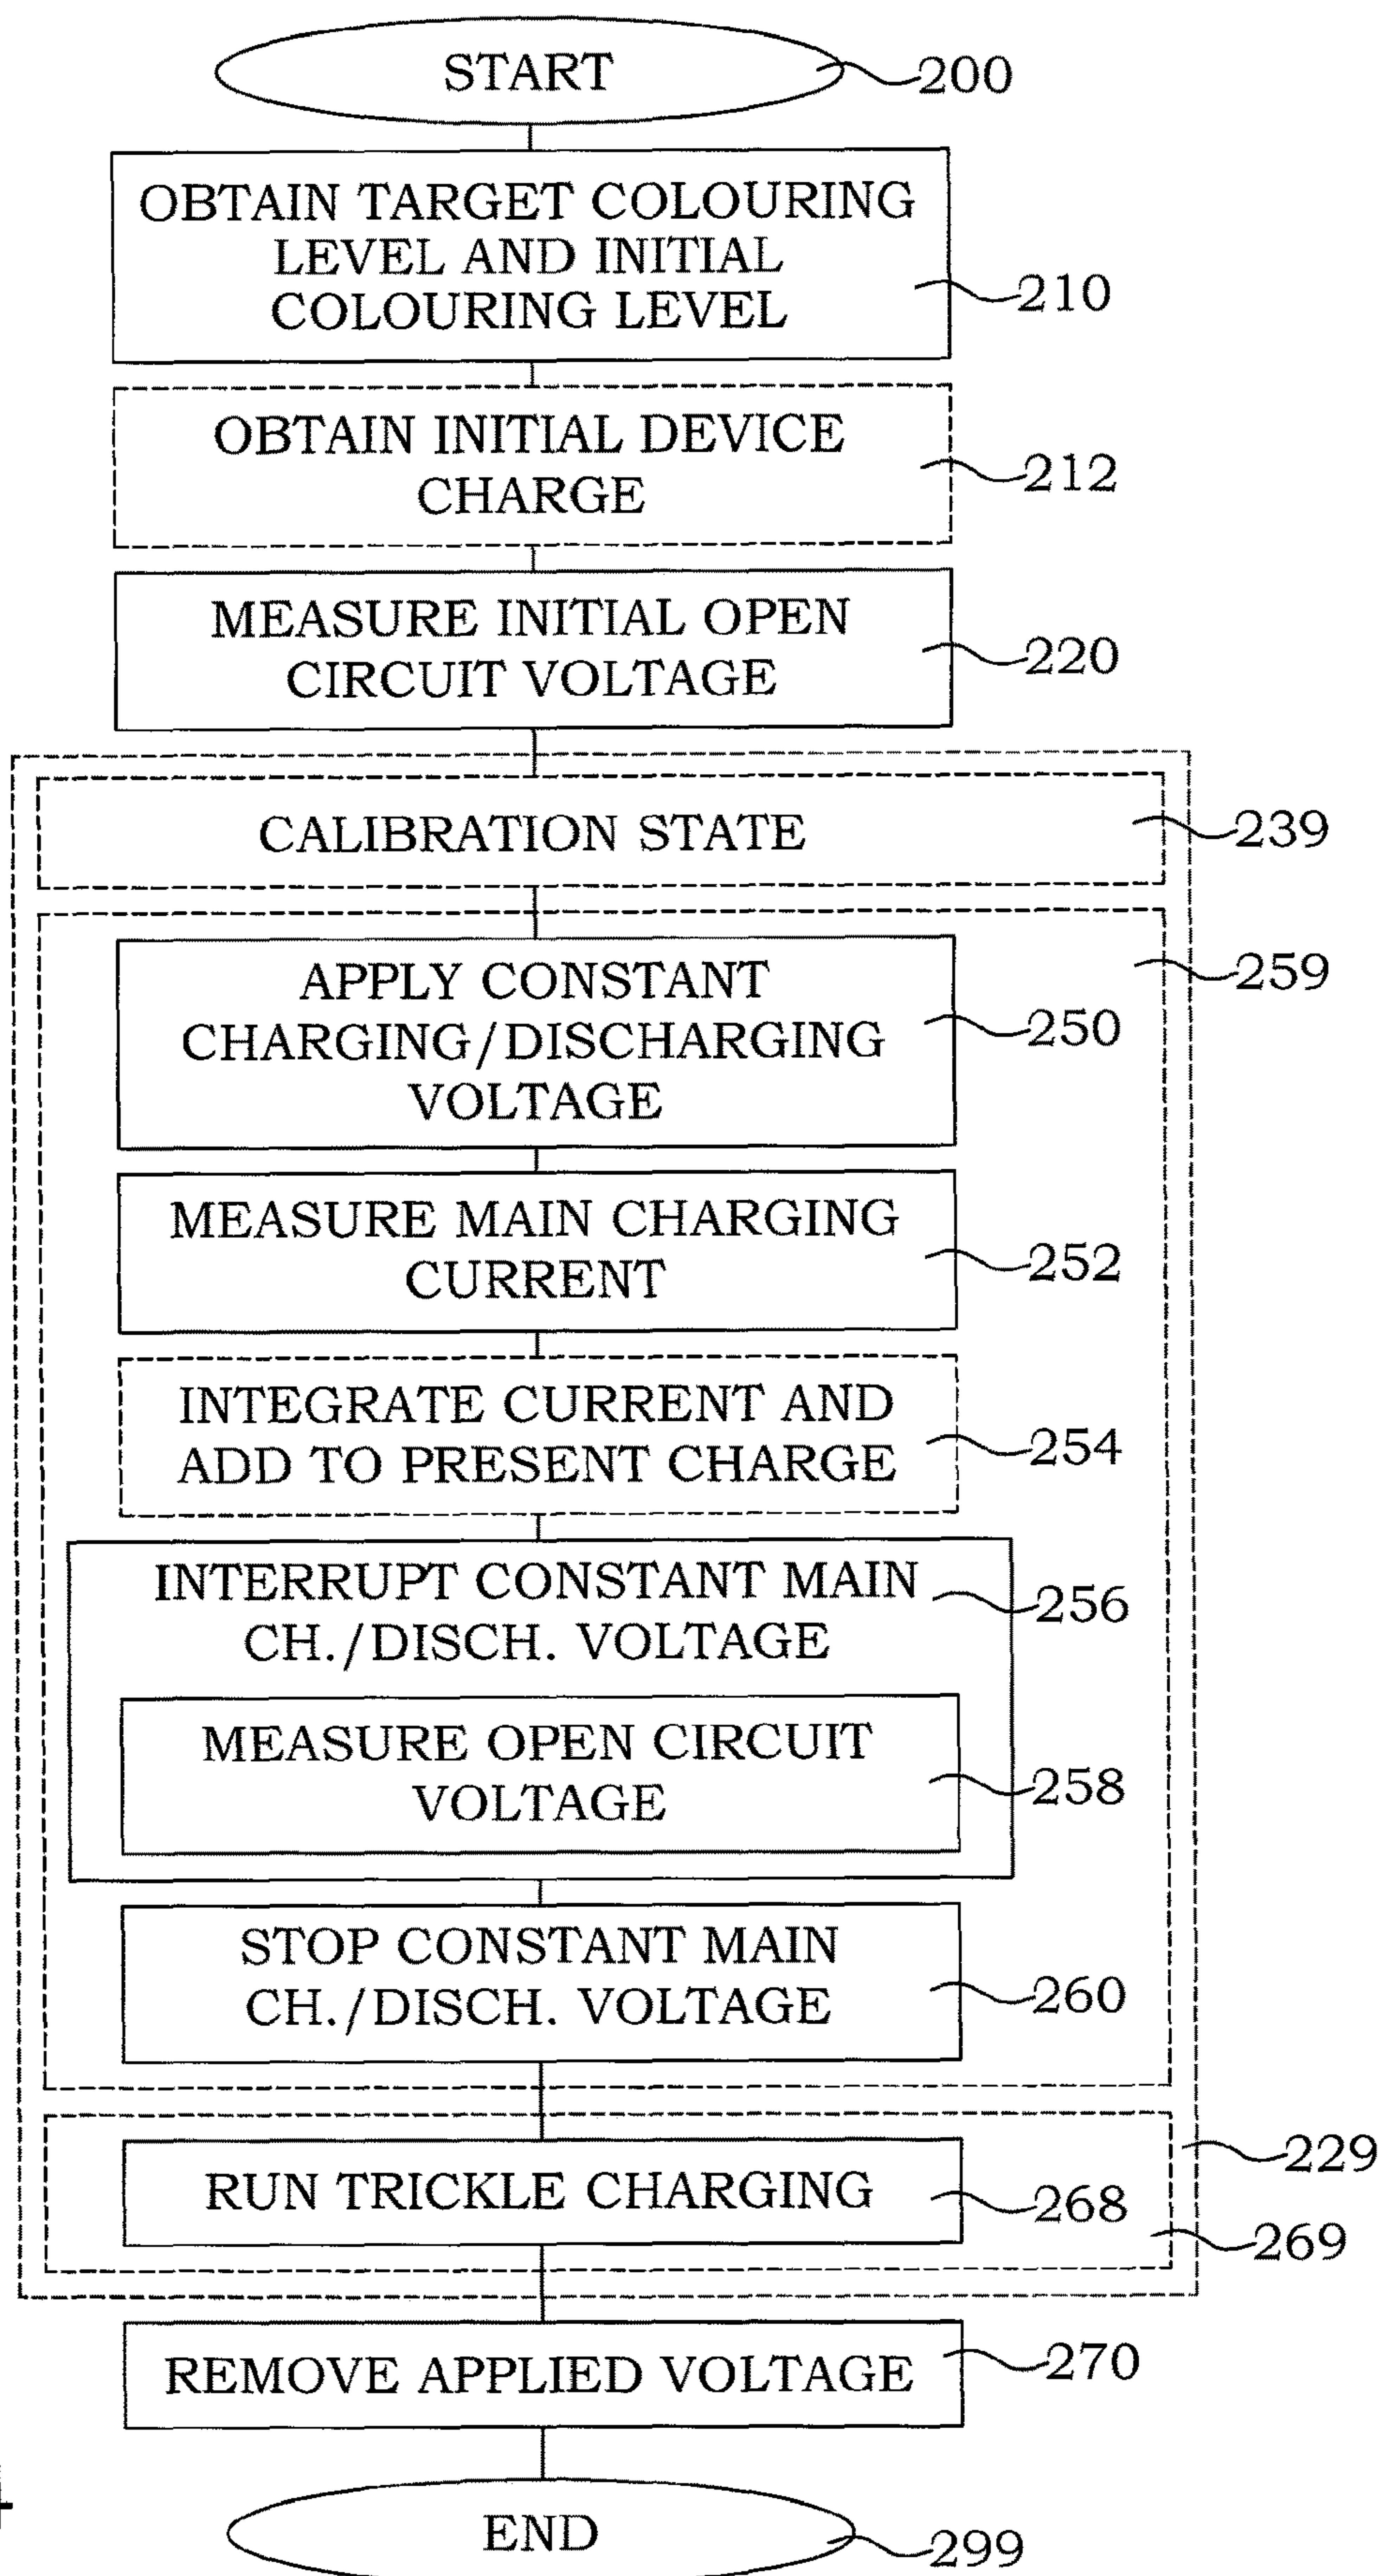 START
200
OBTAIN TARGET COLOURING
LEVEL AND INITIAL
COLOURING LEVEL
210
OBTAIN INITIAL DEVICE
CHARGE
212
MEASURE INITIAL OPEN
CIRCUIT VOLTAGE
220
CALIBRATION STATE
239
259
APPLY CONSTANT
CHARGING/DISCHARGING
VOLTAGE
250
MEASURE MAIN CHARGING
CURRENT
252
INTEGRATE CURRENT AND
ADD TO PRESENT CHARGE
254
INTERRUPT CONSTANT MAIN
CH./DISCH. VOLTAGE
256
MEASURE OPEN CIRCUIT
VOLTAGE
258
STOP CONSTANT MAIN
CH./DISCH. VOLTAGE
260
229
RUN TRICKLE CHARGING
268
269
REMOVE APPLIED VOLTAGE
270
END
299